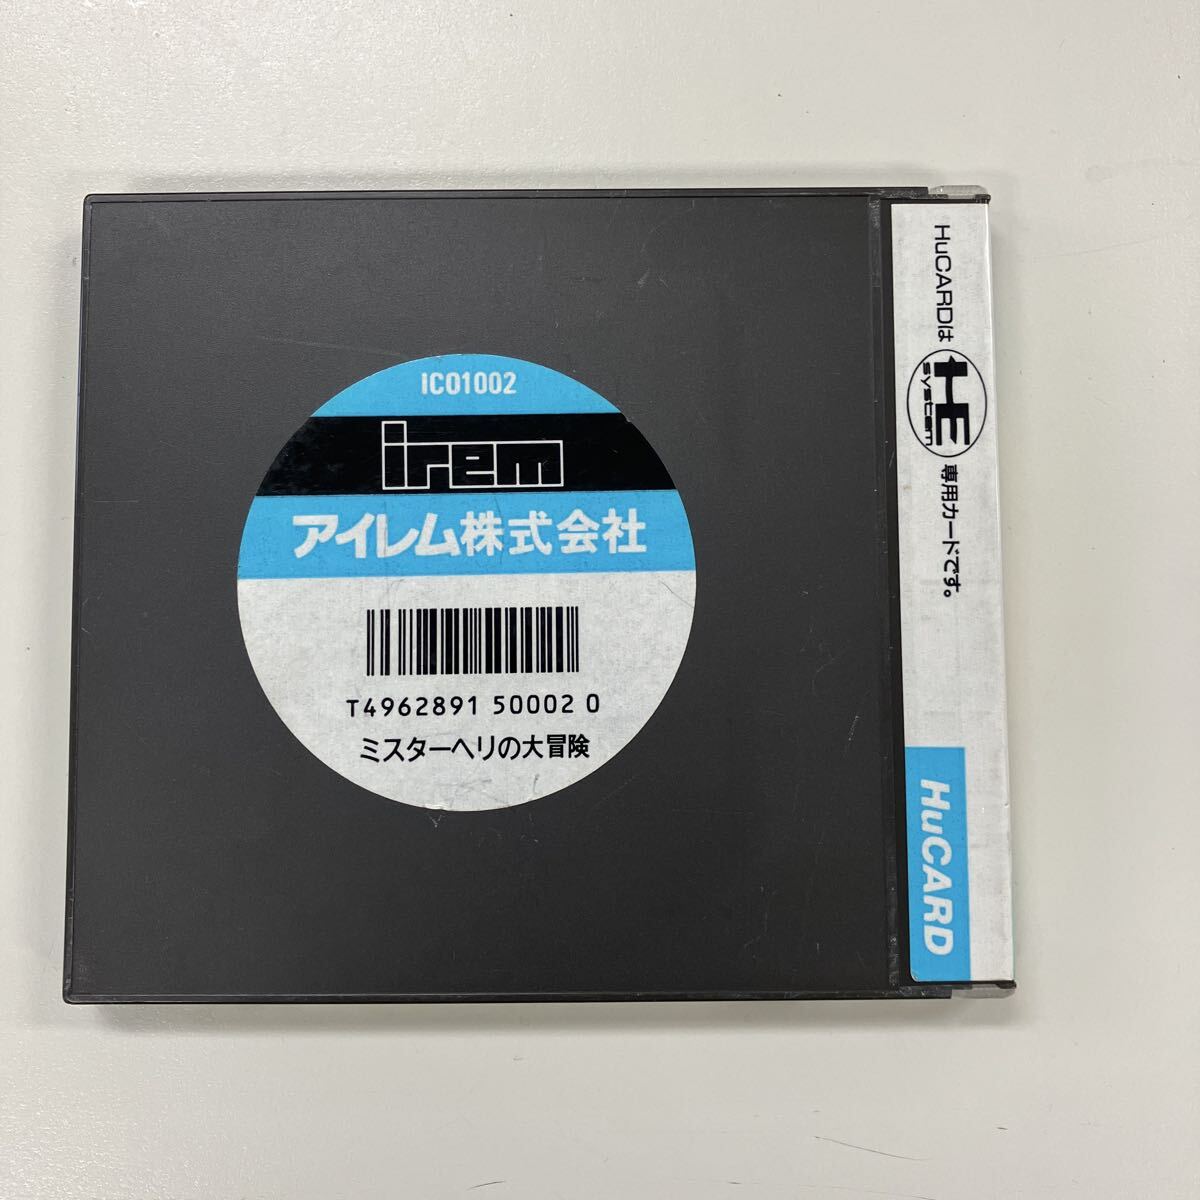 IC01002
irem
アイレム株式会社
T4962891 50002 0
ミスターヘリの大冒険
HuCARDは HE system 専用カードです。
HuCARD